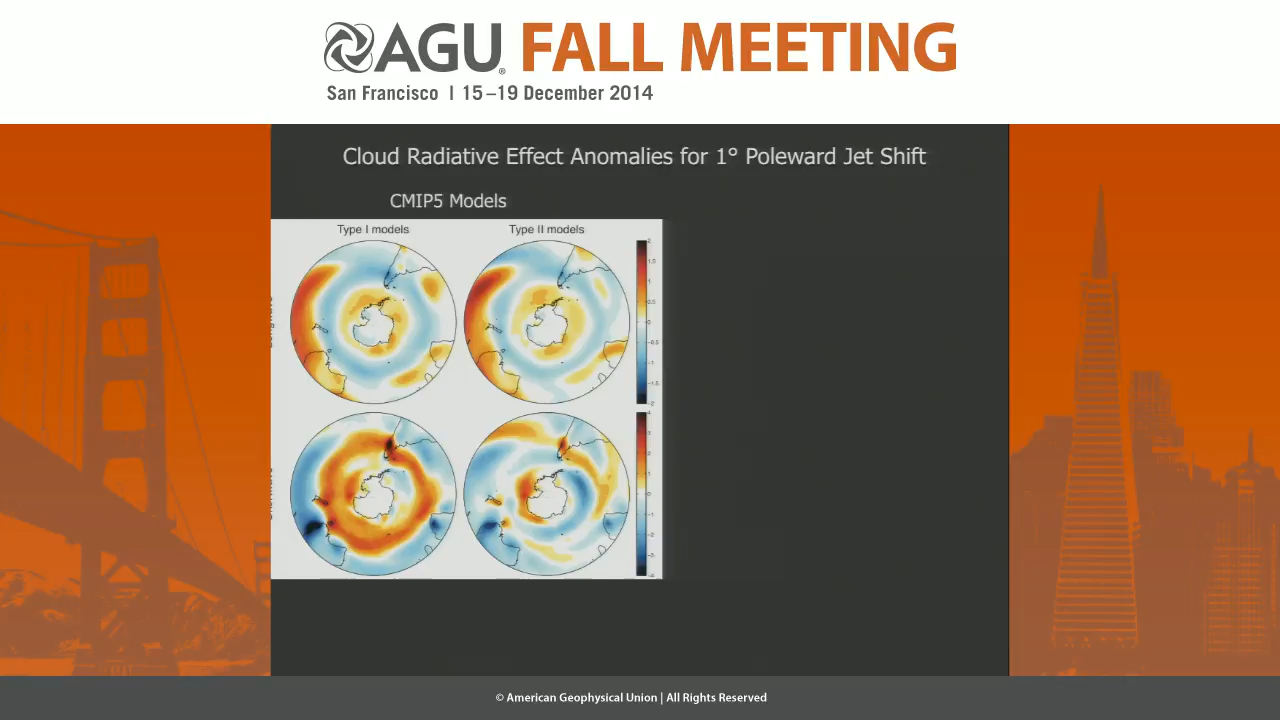 AGU® FALL MEETING
San Francisco | 15–19 December 2014
Cloud Radiative Effect Anomalies for 1° Poleward Jet Shift
CMIP5 Models
Type I models
Type II models
© American Geophysical Union | All Rights Reserved